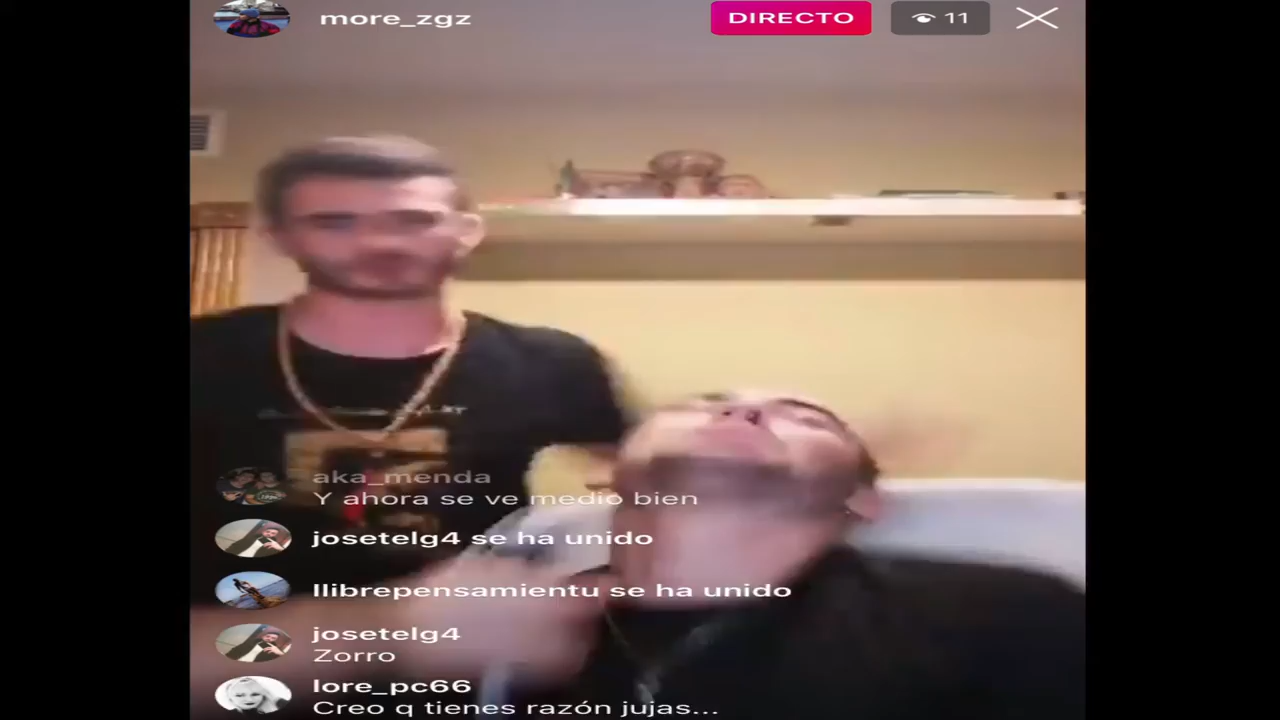 more_zgz
DIRECTO
11
aka_menda
Y ahora se ve medio bien
josetelg4 se ha unido
llibrepensamientu se ha unido
josetelg4
Zorro
lore_pc66
Creo q tienes razón jujas...